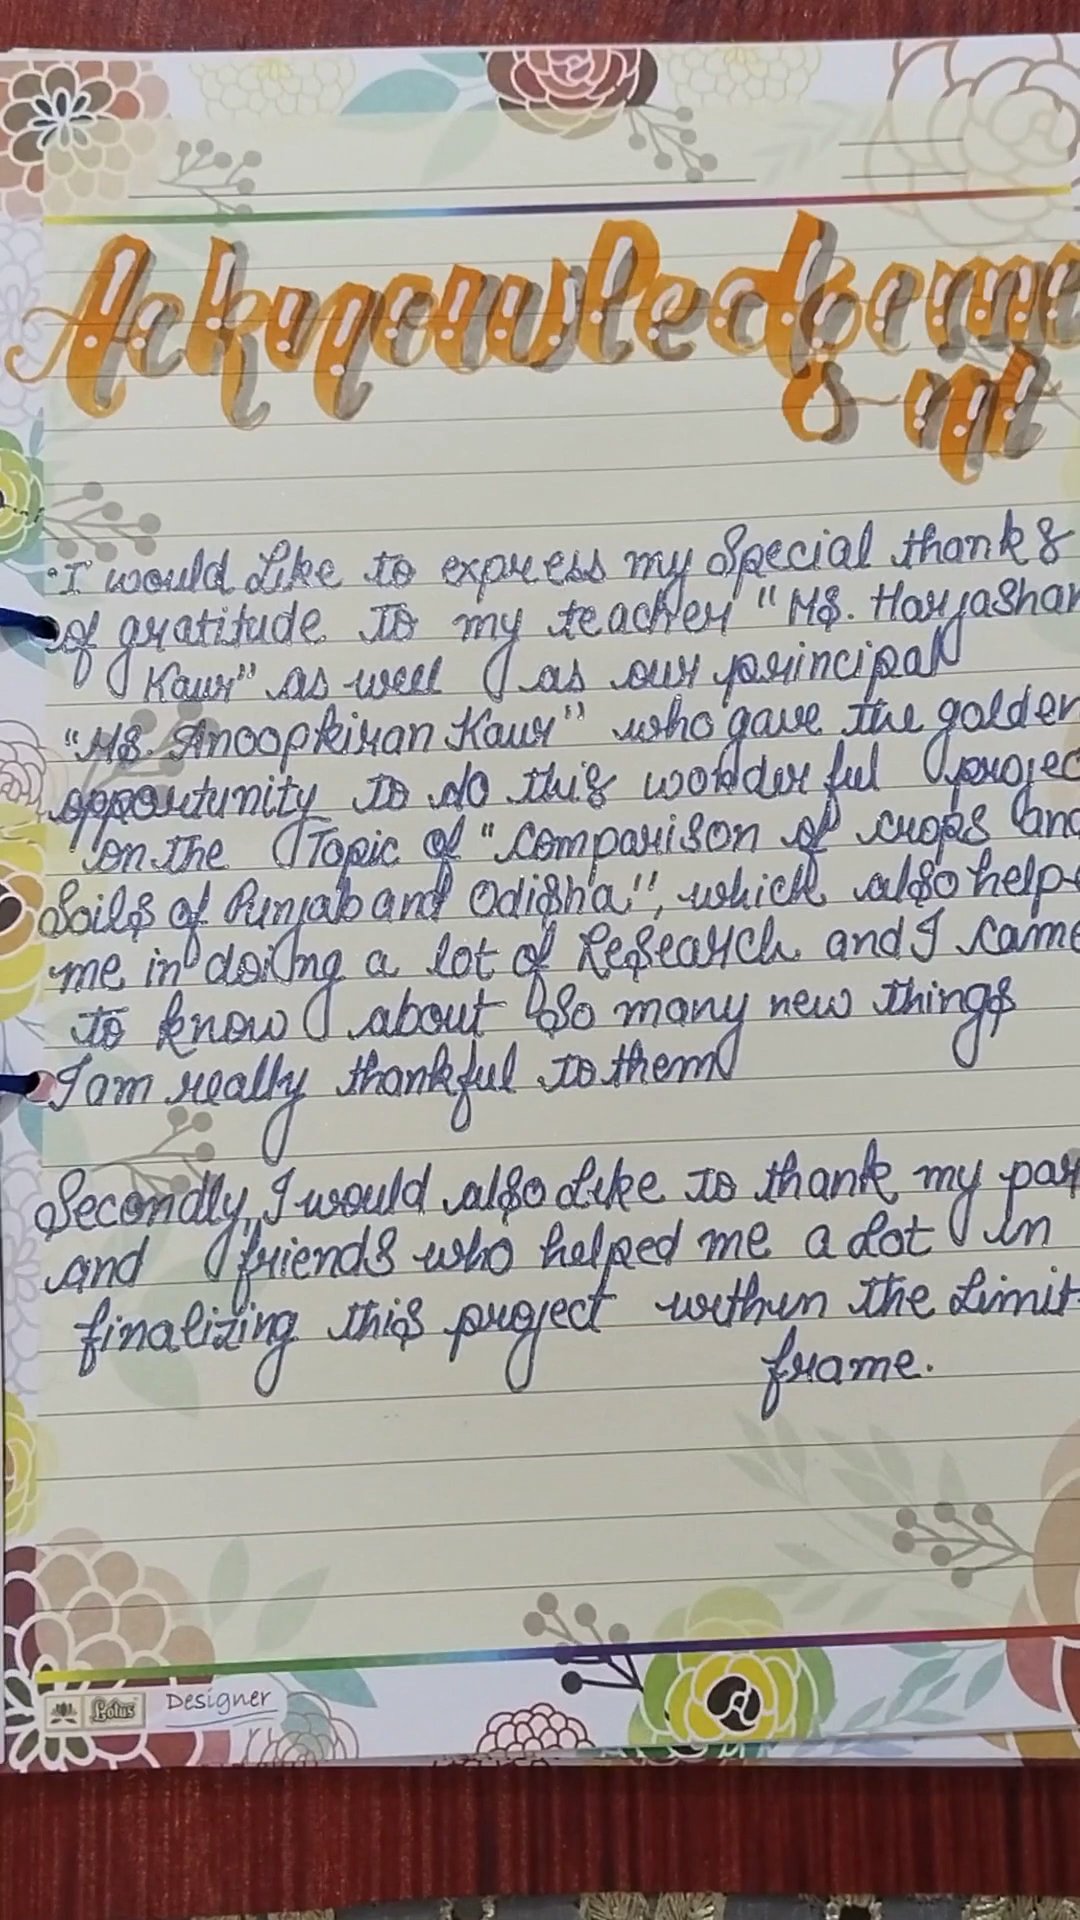 Acknowledgeme
-nt
I would like to express my Special thanks
of gratitude to my teacher "Ms. Harjashan
Kaur" as well as our principal
"Ms. Anoopkiran Kaur" who gave the golden
opportunity to do this wonderful projec
on the Topic of "comparison of crops and
Soils of Punjab and Odisha", which also help
me in doing a lot of Research and I came
to know about So many new things
I am really thankful to them
Secondly, I would also like to thank my par
and friends who helped me a lot in
finalizing this project within the limit
frame.
Lotus Designer